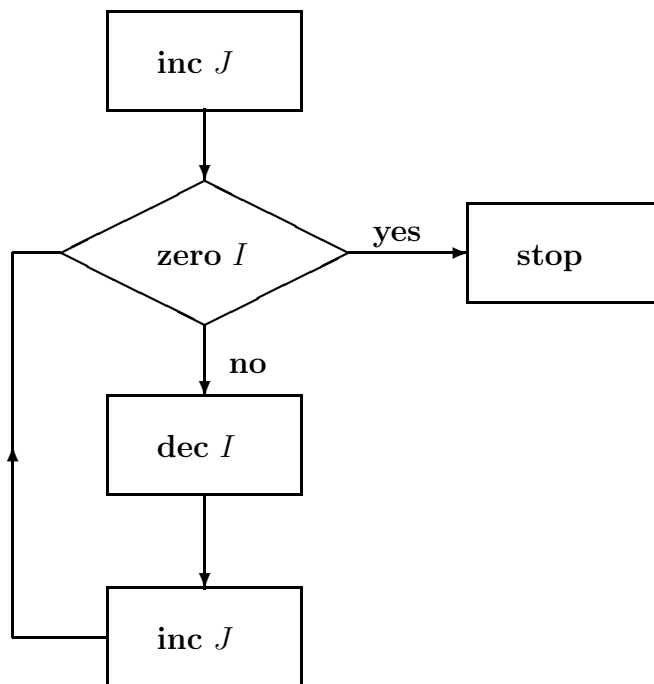 inc J
yes
zero I
stop
no
dec I
inc J